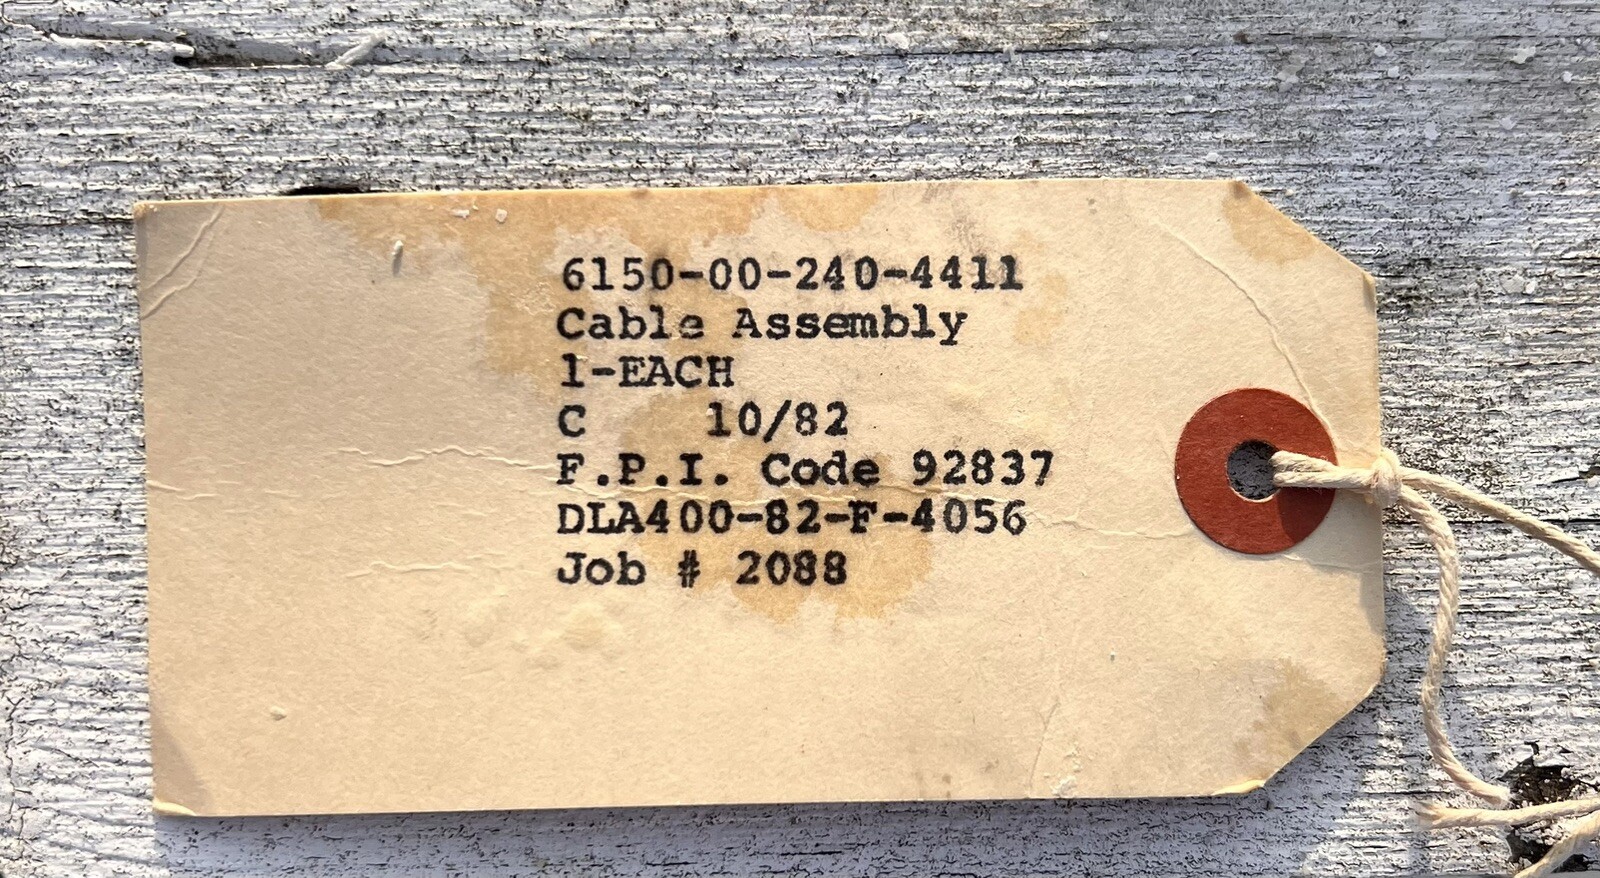 6150-00-240-4411
Cable Assembly
1-EACH
C    10/82
F.P.I. Code 92837
DLA400-82-F-4056
Job # 2088